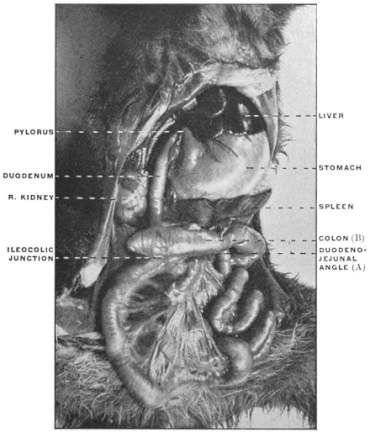 PYLORUS
DUODENUM
R. KIDNEY
ILEOCOLIC
JUNCTION
LIVER
STOMACH
SPLEEN
COLON (B)
DUODENO-
JEJUNAL
ANGLE (A)